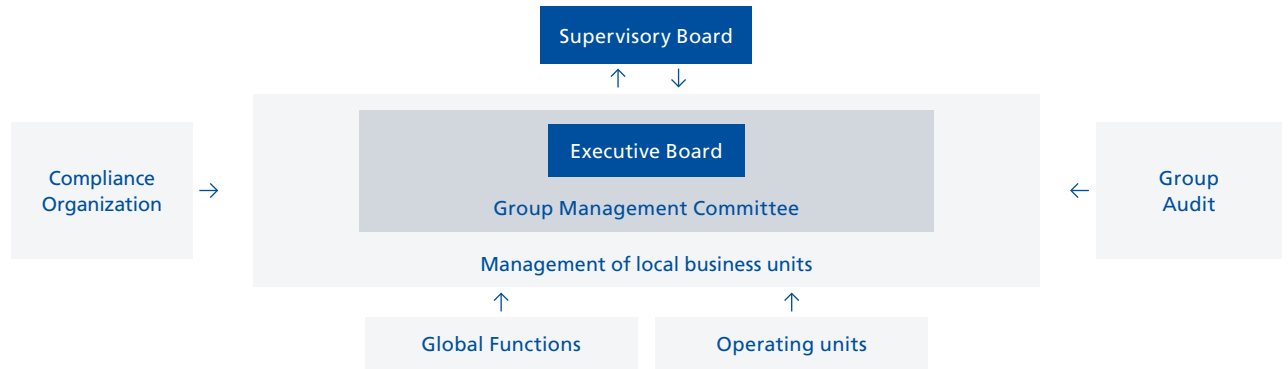 Supervisory Board
Executive Board
Compliance
Organization
Group Management Committee
Group
Audit
Management of local business units
Global Functions
Operating units